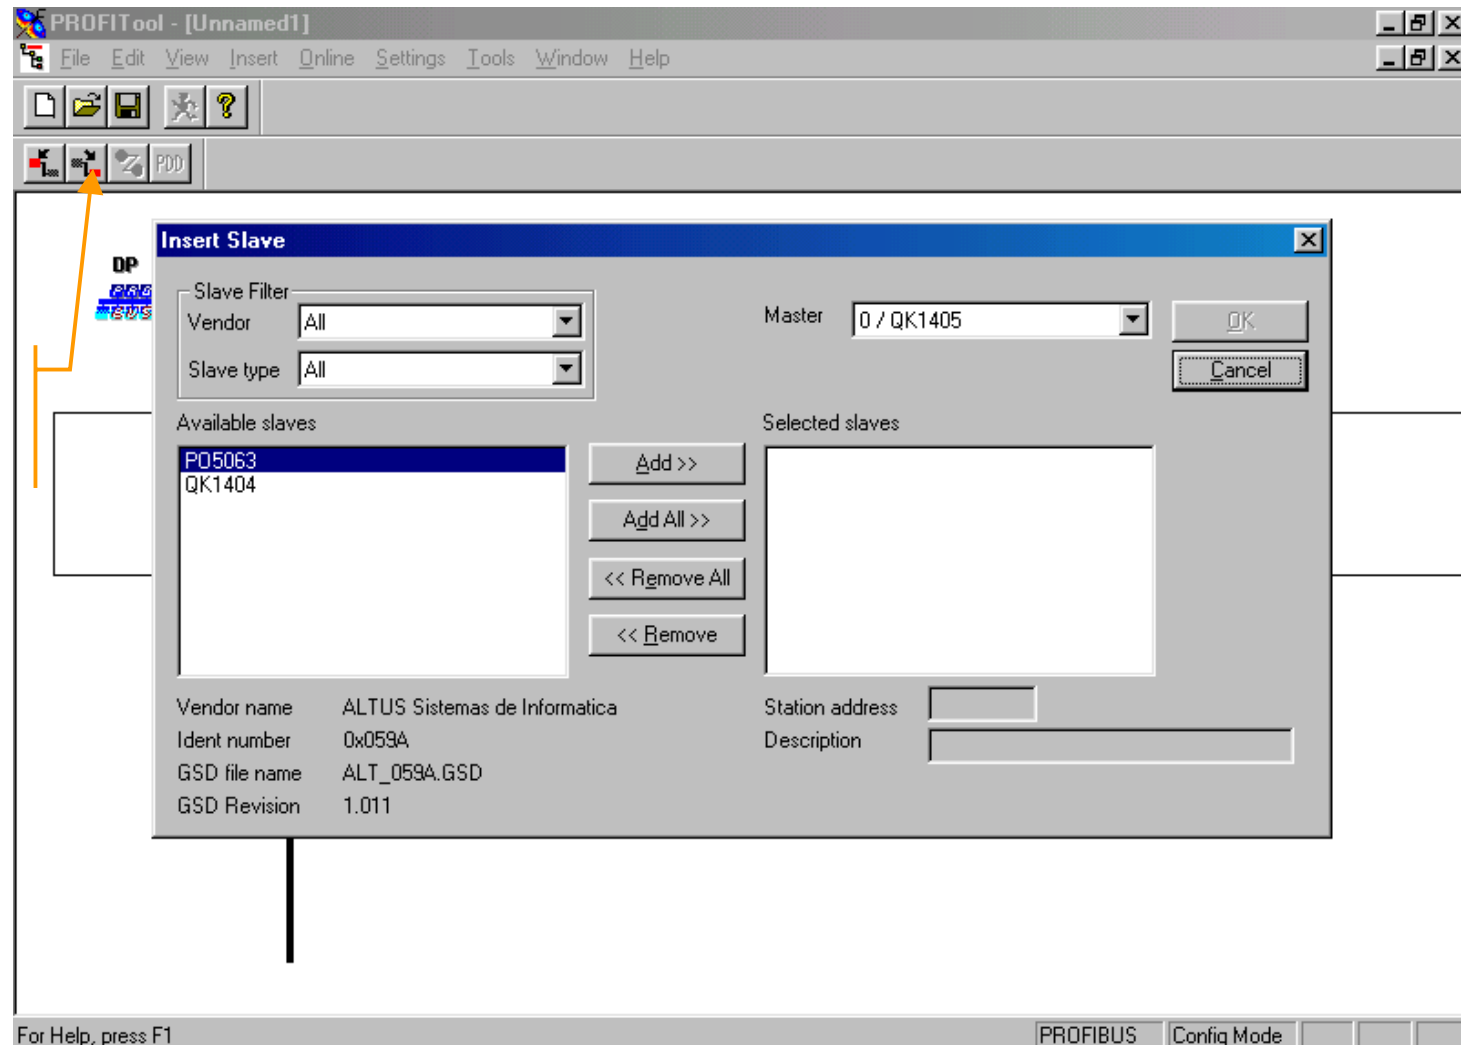 PROFITool - [Unnamed1]
File Edit View Insert Online Settings Tools Window Help
PDD
Insert Slave
DP
Slave Filter
Vendor All
Slave type All
Master 0 / QK1405
OK
Cancel
Available slaves
PO5063
QK1404
Add >>
Add All >>
<< Remove All
<< Remove
Selected slaves
Vendor name ALTUS Sistemas de Informatica
Ident number 0x059A
GSD file name ALT_059A.GSD
GSD Revision 1.011
Station address
Description
For Help, press F1
PROFIBUS Config Mode